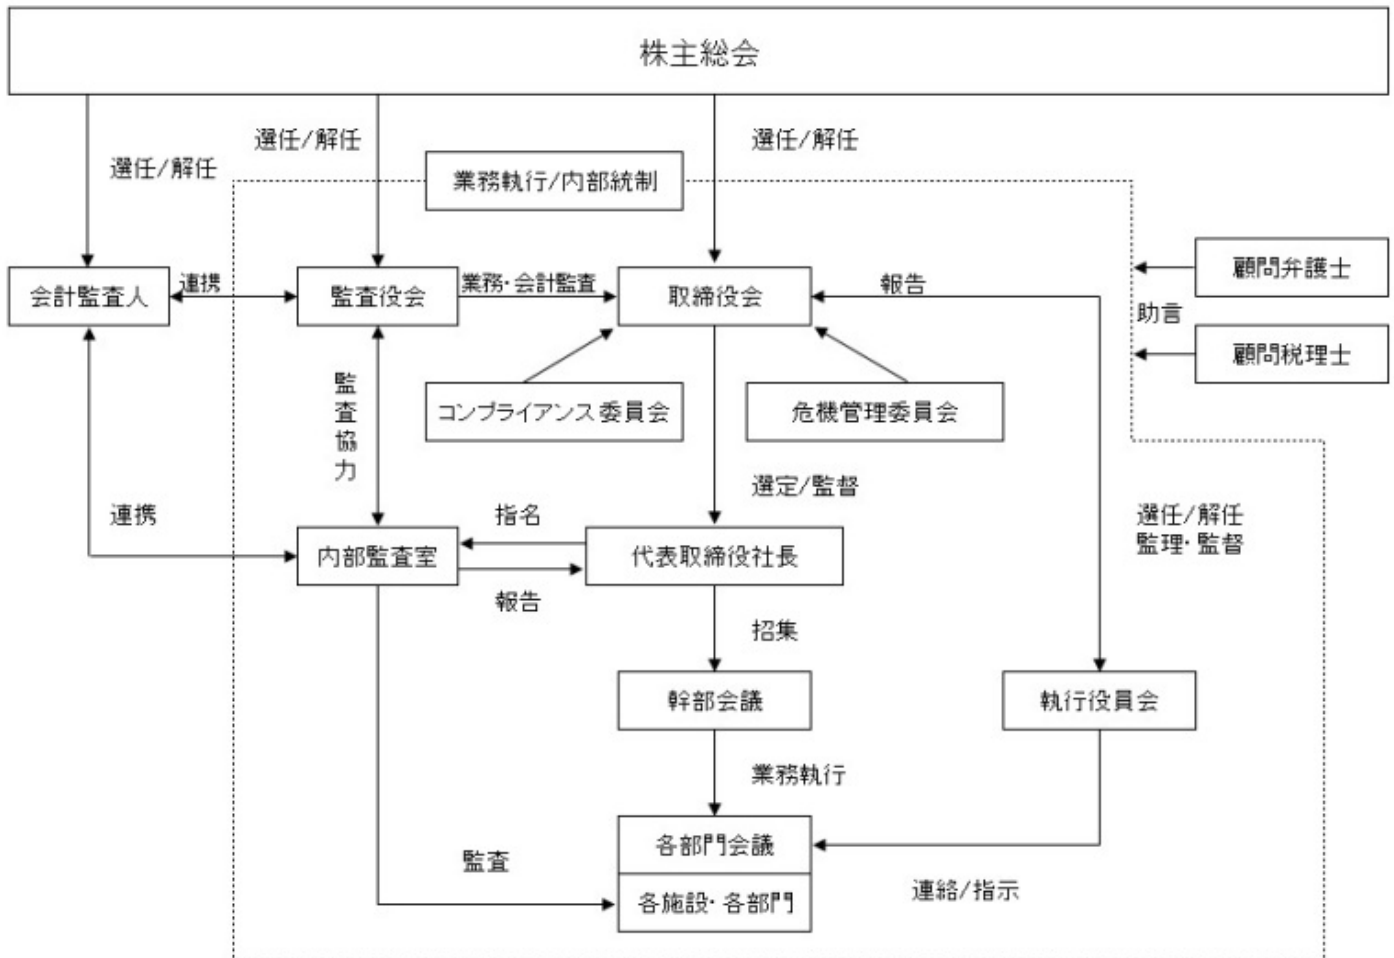 株主総会
選任/解任
選任/解任
選任/解任
業務執行/内部統制
会計監査人
連携
監査役会
業務・会計監査
取締役会
報告
顧問弁護士
助言
顧問税理士
監査協力
コンプライアンス委員会
危機管理委員会
選定/監督
連携
指名
選任/解任
監理・監督
内部監査室
代表取締役社長
報告
招集
幹部会議
執行役員会
業務執行
各部門会議
監査
各施設・各部門
連絡/指示